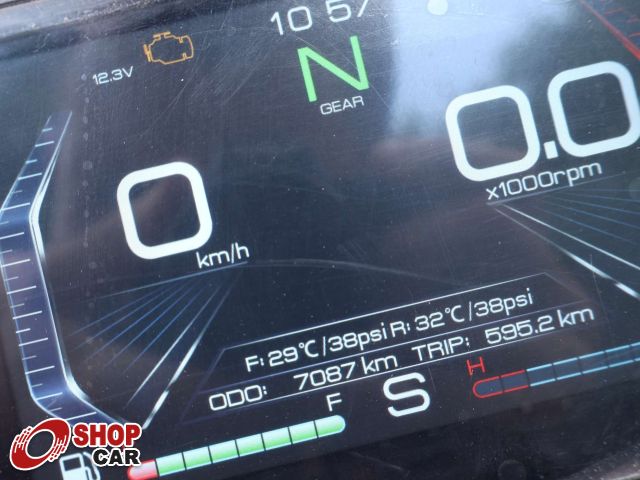 10 57
12.3V
N
GEAR
0
km/h
0.0
x1000rpm
F: 29℃/38psi R: 32℃/38psi
ODO: 7087 km TRIP: 595.2 km
F
S
H
SHOP
CAR